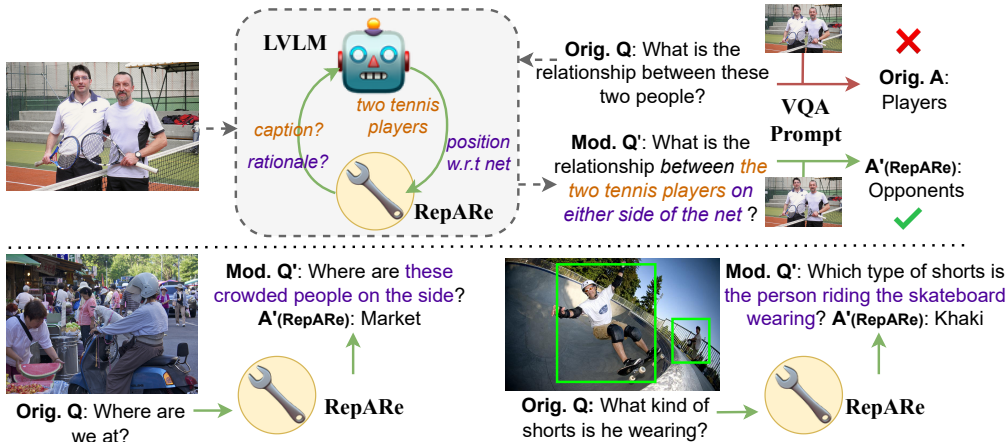 LVLM
caption?
rationale?
two tennis
players
position
w.r.t net
RepARe
Orig. Q: What is the
relationship between these
two people?
Mod. Q': What is the
relationship between the
two tennis players on
either side of the net ?
VQA
Prompt
Orig. A:
Players
A'(RepARe):
Opponents
Mod. Q': Where are these
crowded people on the side?
A'(RepARe): Market
RepARe
Orig. Q: Where are
we at?
Mod. Q': Which type of shorts is
the person riding the skateboard
wearing? A'(RepARe): Khaki
RepARe
Orig. Q: What kind of
shorts is he wearing?